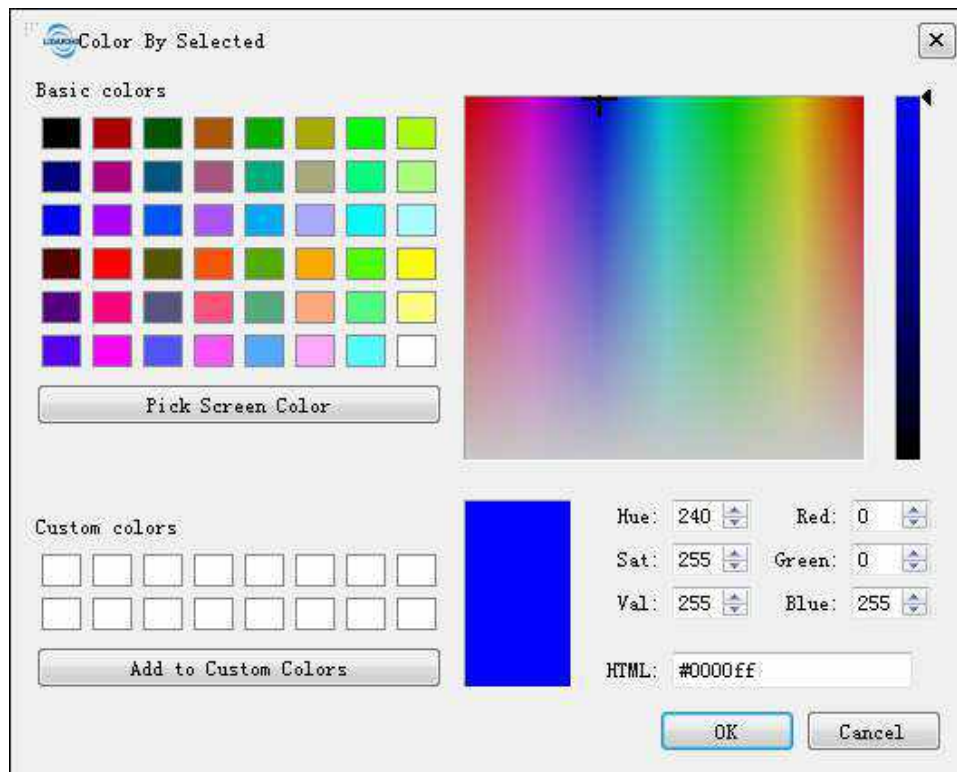 Color By Selected
Basic colors
Pick Screen Color
Custom colors
Add to Custom Colors
Hue: 240 Red: 0
Sat: 255 Green: 0
Val: 255 Blue: 255
HTML: #0000ff
OK Cancel